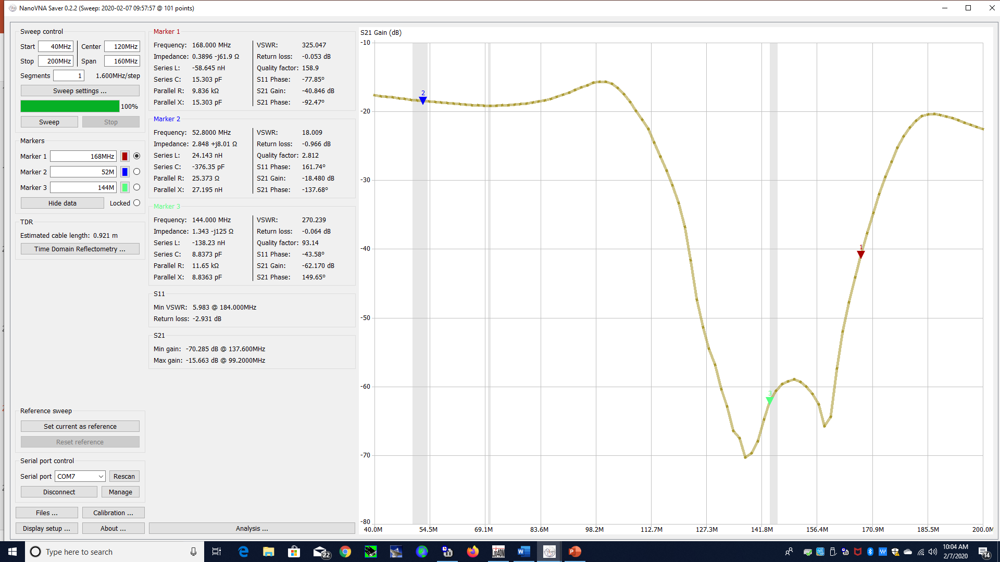 NanoVNA Saver 0.2.2 (Sweep: 2020-02-07 09:57:57 @ 101 points)
Sweep control
Start 40MHz Center 120MHz
Stop 200MHz Span 160MHz
Segments 1 1.600MHz/step
Sweep settings ...
100%
Sweep Stop
Markers
Marker 1 168MHz
Marker 2 52M
Marker 3 144M
Hide data Locked
TDR
Estimated cable length: 0.921 m
Time Domain Reflectometry ...
Reference sweep
Set current as reference
Reset reference
Serial port control
Serial port COM7 Rescan
Disconnect Manage
Files ... Calibration ...
Display setup ... About ...
Marker 1
Frequency: 168.000 MHz VSWR: 325.047
Impedance: 0.3896 -j61.9 Ω Return loss: -0.053 dB
Series L: -58.645 nH Quality factor: 158.9
Series C: 15.303 pF S11 Phase: -77.85°
Parallel R: 9.836 kΩ S21 Gain: -40.846 dB
Parallel X: 15.303 pF S21 Phase: -92.47°
Marker 2
Frequency: 52.8000 MHz VSWR: 18.009
Impedance: 2.848 +j8.01 Ω Return loss: -0.966 dB
Series L: 24.143 nH Quality factor: 2.812
Series C: -376.35 pF S11 Phase: 161.74°
Parallel R: 25.373 Ω S21 Gain: -18.480 dB
Parallel X: 27.195 nH S21 Phase: -137.68°
Marker 3
Frequency: 144.000 MHz VSWR: 270.239
Impedance: 1.343 -j125 Ω Return loss: -0.064 dB
Series L: -138.23 nH Quality factor: 93.14
Series C: 8.8373 pF S11 Phase: -43.58°
Parallel R: 11.65 kΩ S21 Gain: -62.170 dB
Parallel X: 8.8363 pF S21 Phase: 149.65°
S11
Min VSWR: 5.983 @ 184.000MHz
Return loss: -2.931 dB
S21
Min gain: -70.285 dB @ 137.600MHz
Max gain: -15.663 dB @ 99.2000MHz
Analysis ...
S21 Gain (dB)
-10
2
-20
-30
-40
1
-50
-60
3
-70
-80
40.0M 54.5M 69.1M 83.6M 98.2M 112.7M 127.3M 141.8M 156.4M 170.9M 185.5M 200.0M
Type here to search
22
10:04 AM
2/7/2020
14